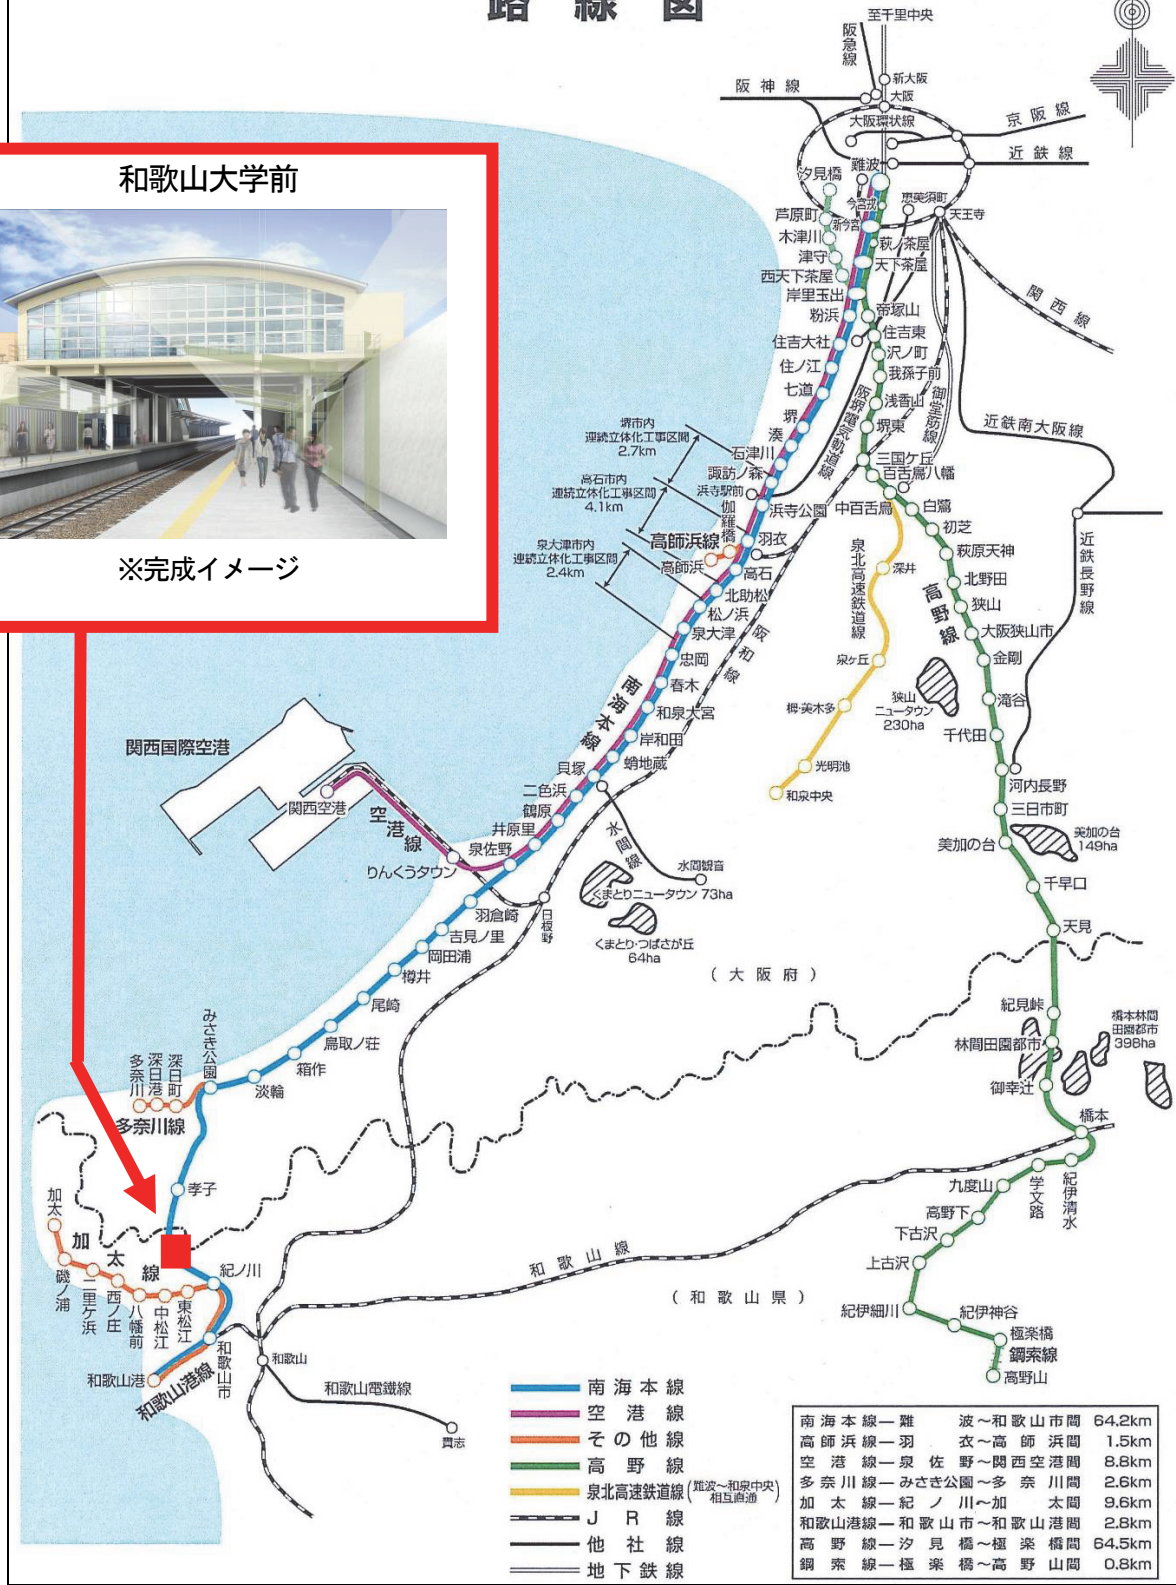 路線図
至千里中央
阪急線
新大阪
大阪
阪神線
大阪環状線
京阪線
近鉄線
難波
汐見橋
今宮戎
恵美須町
天王寺
芦原町
新今宮
木津川
萩ノ茶屋
津守
天下茶屋
西天下茶屋
岸里玉出
帝塚山
関西線
粉浜
住吉東
住吉大社
沢ノ町
住ノ江
我孫子前
七道
浅香山
御堂筋線
阪堺電気軌道線
堺
堺東
近鉄南大阪線
湊
石津川
三国ケ丘
諏訪ノ森
百舌鳥八幡
浜寺駅前
中百舌鳥
白鷺
浜寺公園
初芝
伽羅橋
羽衣
萩原天神
高師浜線
高師浜
高石
深井
北野田
北助松
狭山
松ノ浜
大阪狭山市
泉大津
金剛
忠岡
泉ヶ丘
春木
滝谷
和泉大宮
栂・美木多
千代田
岸和田
蛸地蔵
光明池
貝塚
河内長野
二色浜
和泉中央
三日市町
鶴原
井原里
美加の台
泉佐野
千早口
羽倉崎
天見
吉見ノ里
岡田浦
樽井
尾崎
鳥取ノ荘
箱作
淡輪
みさき公園
深日町
深日港
多奈川
多奈川線
孝子
紀見峠
林間田園都市
御幸辻
橋本
紀伊清水
学文路
九度山
高野下
下古沢
上古沢
紀伊細川
紀伊神谷
極楽橋
鋼索線
高野山
堺市内
連続立体化工事区間
2.7km
高石市内
連続立体化工事区間
4.1km
泉大津市内
連続立体化工事区間
2.4km
南海本線
阪和線
泉北高速鉄道線
高野線
近鉄長野線
狭山
ニュータウン
230ha
美加の台
149ha
橋本林間
田園都市
398ha
関西国際空港
関西空港
空港線
りんくうタウン
水間線
水間観音
日根野
くまとりニュータウン 73ha
くまとり・つばさが丘
64ha
(大阪府)
(和歌山県)
和歌山線
加太
加太線
磯ノ浦
二里ケ浜
西ノ庄
八幡前
中松江
東松江
紀ノ川
和歌山市
和歌山港
和歌山港線
和歌山
和歌山電鐵線
貴志
和歌山大学前
※完成イメージ
南海本線
空港線
その他線
高野線
泉北高速鉄道線(難波~和泉中央
相互直通)
JR線
他社線
地下鉄線
南海本線―難波~和歌山市間 64.2km
高師浜線―羽衣~高師浜間 1.5km
空港線―泉佐野~関西空港間 8.8km
多奈川線―みさき公園~多奈川間 2.6km
加太線―紀ノ川~加太間 9.6km
和歌山港線―和歌山市~和歌山港間 2.8km
高野線―汐見橋~極楽橋間 64.5km
鋼索線―極楽橋~高野山間 0.8km